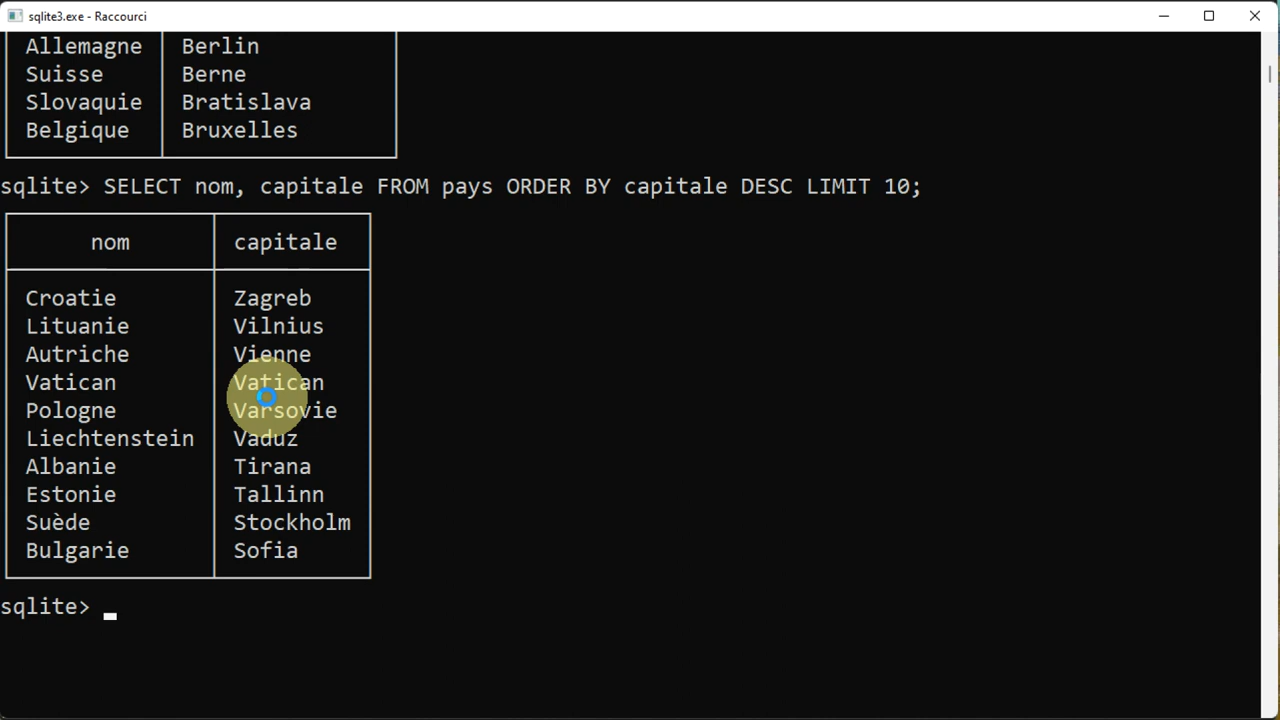 sqlite3.exe - Raccourci
Allemagne Berlin
Suisse Berne
Slovaquie Bratislava
Belgique Bruxelles
sqlite> SELECT nom, capitale FROM pays ORDER BY capitale DESC LIMIT 10;
nom capitale
Croatie Zagreb
Lituanie Vilnius
Autriche Vienne
Vatican Vatican
Pologne Varsovie
Liechtenstein Vaduz
Albanie Tirana
Estonie Tallinn
Suède Stockholm
Bulgarie Sofia
sqlite>